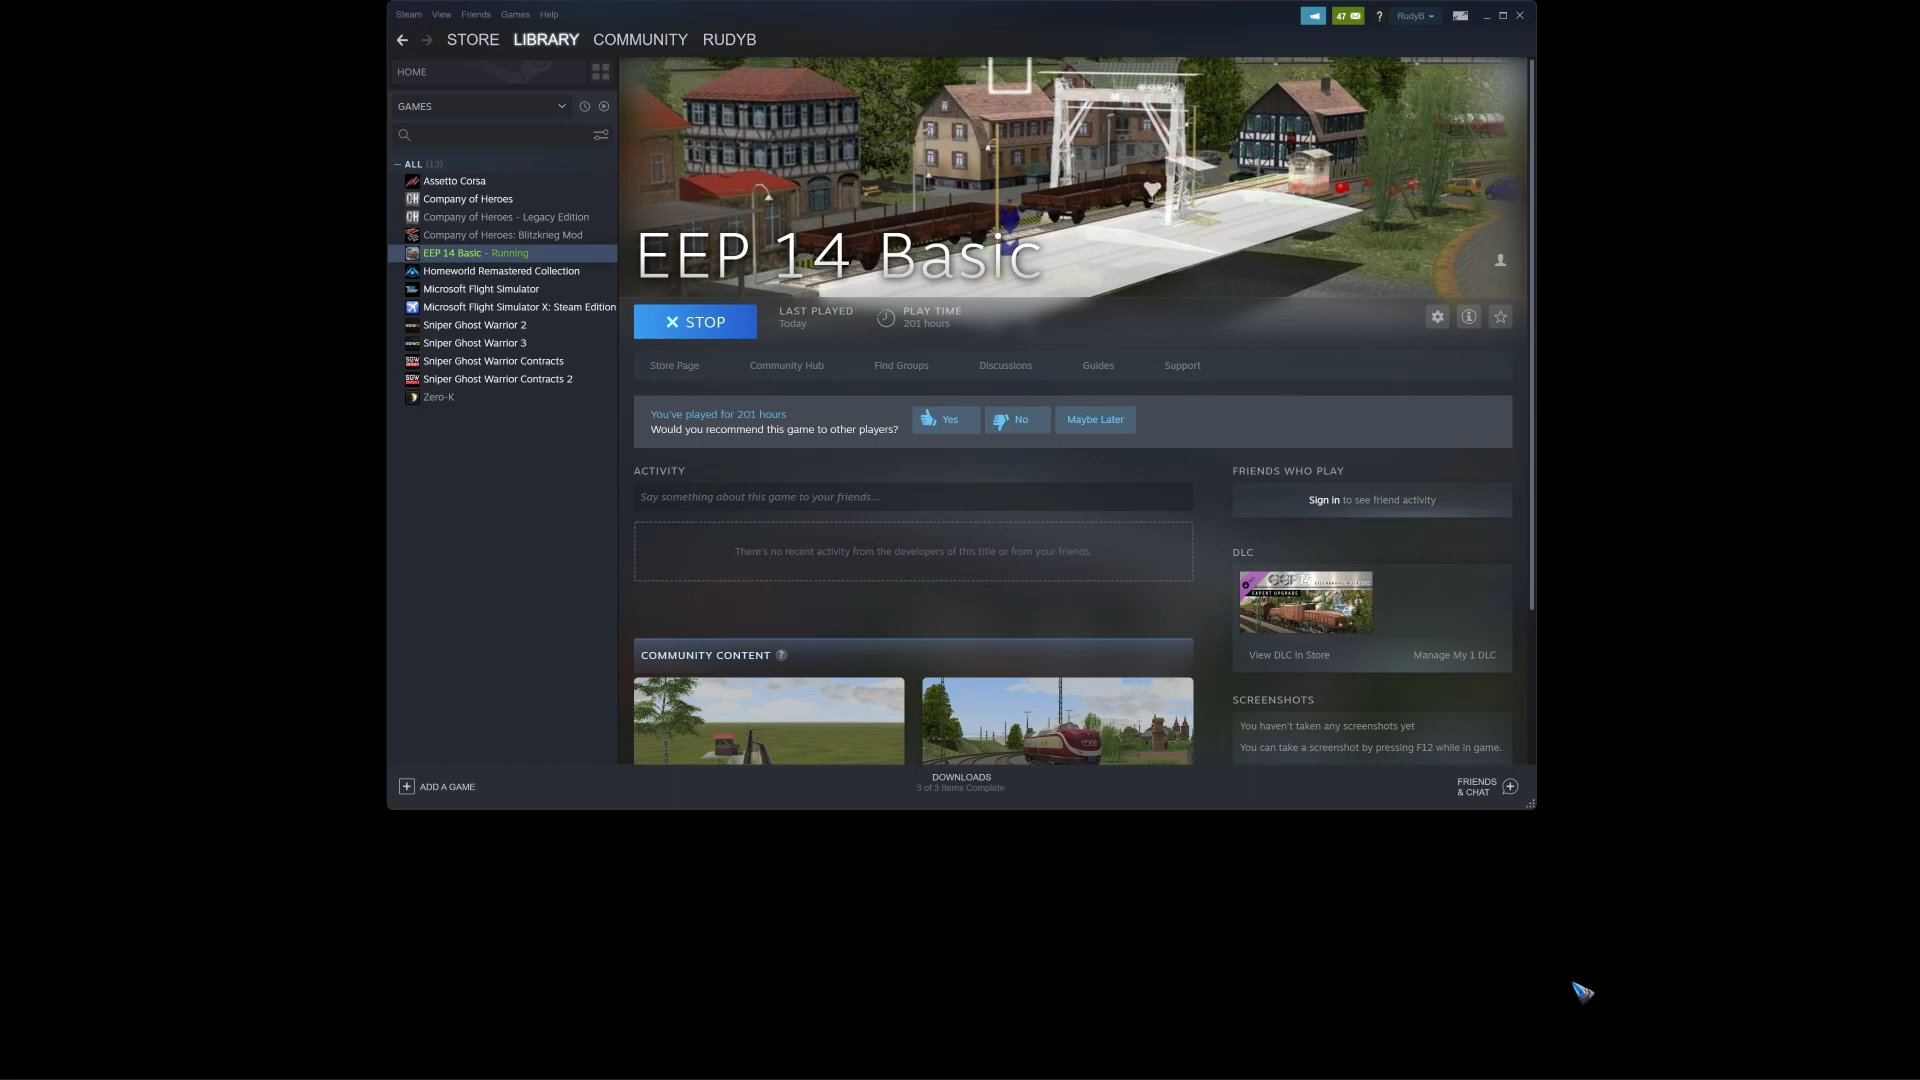 Steam View Friends Games Help
47 ? RudyB
STORE LIBRARY COMMUNITY RUDYB
HOME
GAMES
ALL (13)
Assetto Corsa
Company of Heroes
Company of Heroes - Legacy Edition
Company of Heroes: Blitzkrieg Mod
EEP 14 Basic - Running
Homeworld Remastered Collection
Microsoft Flight Simulator
Microsoft Flight Simulator X: Steam Edition
Sniper Ghost Warrior 2
Sniper Ghost Warrior 3
Sniper Ghost Warrior Contracts
Sniper Ghost Warrior Contracts 2
Zero-K
EEP 14 Basic
STOP
LAST PLAYED
Today
PLAY TIME
201 hours
Store Page Community Hub Find Groups Discussions Guides Support
You've played for 201 hours
Would you recommend this game to other players?
Yes No Maybe Later
ACTIVITY
Say something about this game to your friends...
There's no recent activity from the developers of this title or from your friends.
COMMUNITY CONTENT ?
FRIENDS WHO PLAY
Sign in to see friend activity
DLC
EXPERT UPGRADE
View DLC In Store Manage My 1 DLC
SCREENSHOTS
You haven't taken any screenshots yet
You can take a screenshot by pressing F12 while in game.
ADD A GAME
DOWNLOADS
3 of 3 Items Complete
FRIENDS
& CHAT